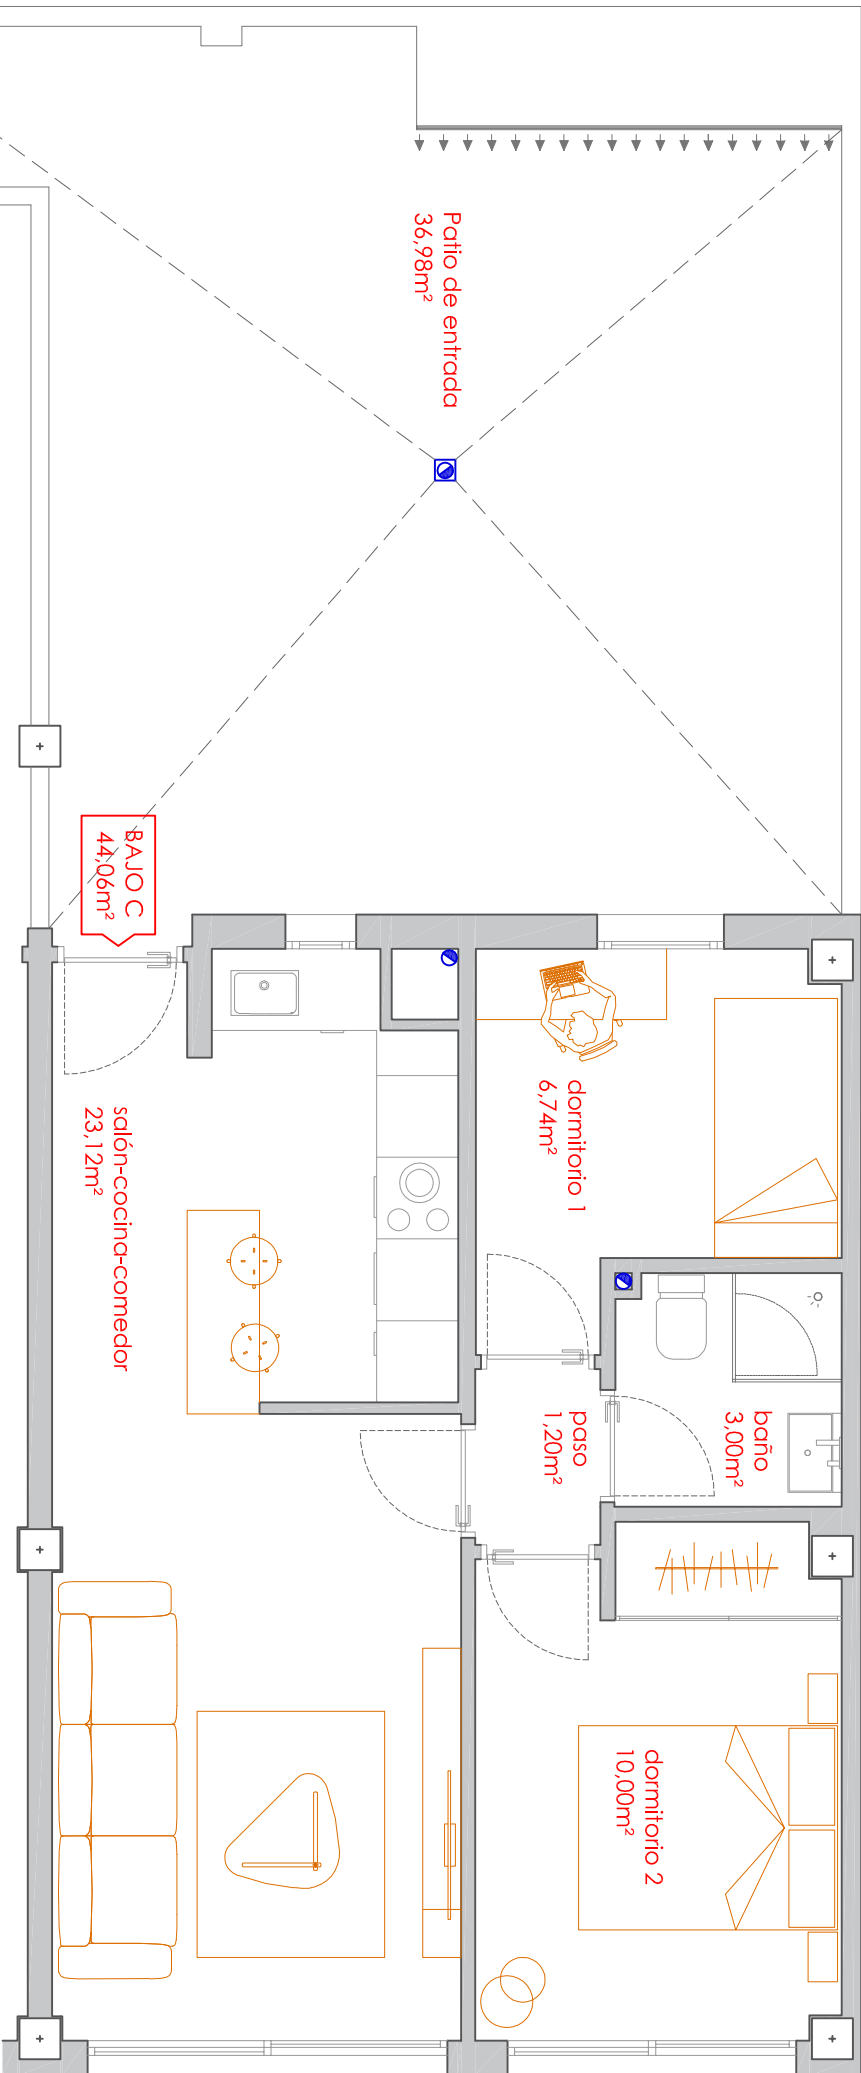 Patio de entrada
36,98m²
BAJO C
44,06m²
salón-cocina-comedor
23,12m²
dormitorio 1
6,74m²
paso
1,20m²
baño
3,00m²
dormitorio 2
10,00m²